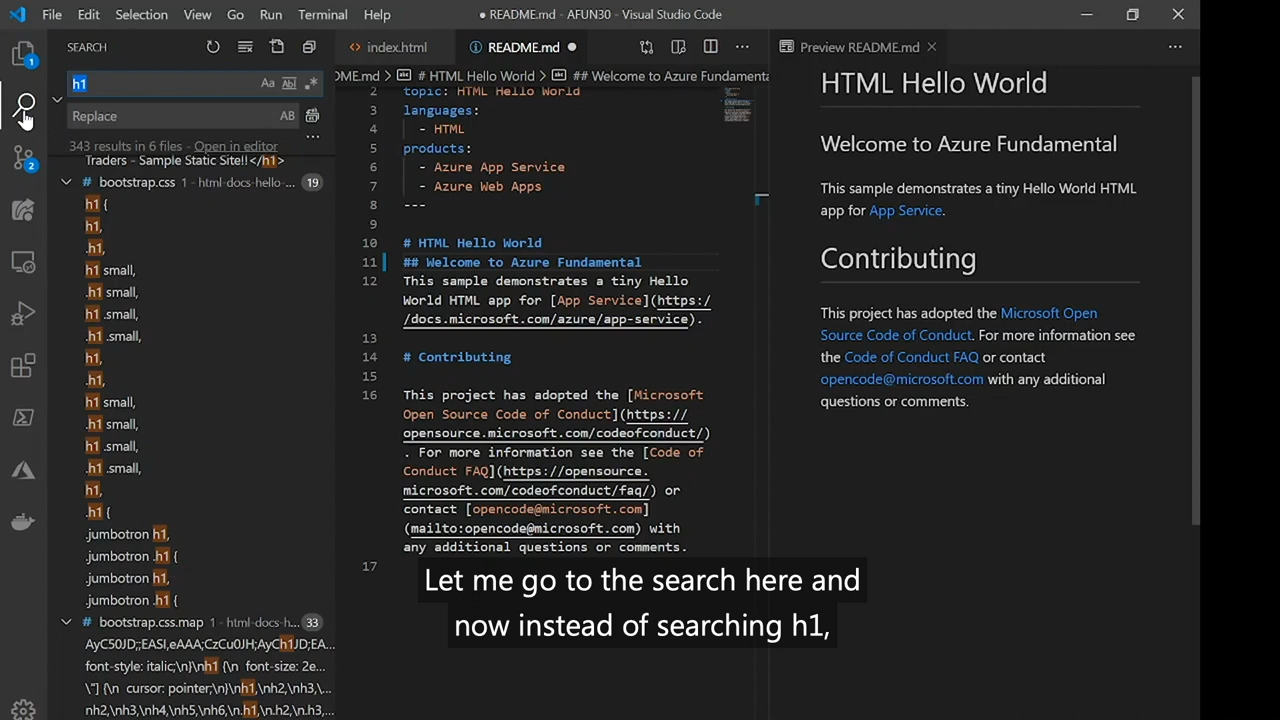 File Edit Selection View Go Run Terminal Help
● README.md - AFUN30 - Visual Studio Code
SEARCH
h1
Aa Abl .*
Replace
AB
343 results in 6 files - Open in editor
Traders - Sample Static Site!!</h1>
bootstrap.css 1 - html-docs-hello-... 19
h1 {
h1,
.h1,
h1 small,
.h1 small,
h1 .small,
.h1 .small,
h1,
.h1,
h1 small,
.h1 small,
h1 .small,
.h1 .small,
h1,
.h1 {
.jumbotron h1,
.jumbotron .h1 {
.jumbotron h1,
.jumbotron .h1 {
bootstrap.css.map 1 - html-docs-h... 33
AyC50JD;;EASI,eAAA;CzCu0JH;AyCh1JD;EA...
font-style: italic;\n}\nh1 {\n font-size: 2e...
\"] {\n cursor: pointer;\n}\nh1,\nh2,\nh3,...
nh2,\nh3,\nh4,\nh5,\nh6,\n.h1,\n.h2,\n.h3,...
1
2
index.html
README.md ●
DME.md > # HTML Hello World > ## Welcome to Azure Fundamenta
2 topic: HTML Hello World
3 languages:
4 - HTML
5 products:
6 - Azure App Service
7 - Azure Web Apps
8 ---
9
10 # HTML Hello World
11 ## Welcome to Azure Fundamental
12 This sample demonstrates a tiny Hello
World HTML app for [App Service](https:/
/docs.microsoft.com/azure/app-service).
13
14 # Contributing
15
16 This project has adopted the [Microsoft
Open Source Code of Conduct](https://
opensource.microsoft.com/codeofconduct/)
. For more information see the [Code of
Conduct FAQ](https://opensource.
microsoft.com/codeofconduct/faq/) or
contact [opencode@microsoft.com]
(mailto:opencode@microsoft.com) with
any additional questions or comments.
17
Preview README.md
HTML Hello World
Welcome to Azure Fundamental
This sample demonstrates a tiny Hello World HTML
app for App Service.
Contributing
This project has adopted the Microsoft Open
Source Code of Conduct. For more information see
the Code of Conduct FAQ or contact
opencode@microsoft.com with any additional
questions or comments.
Let me go to the search here and
now instead of searching h1,